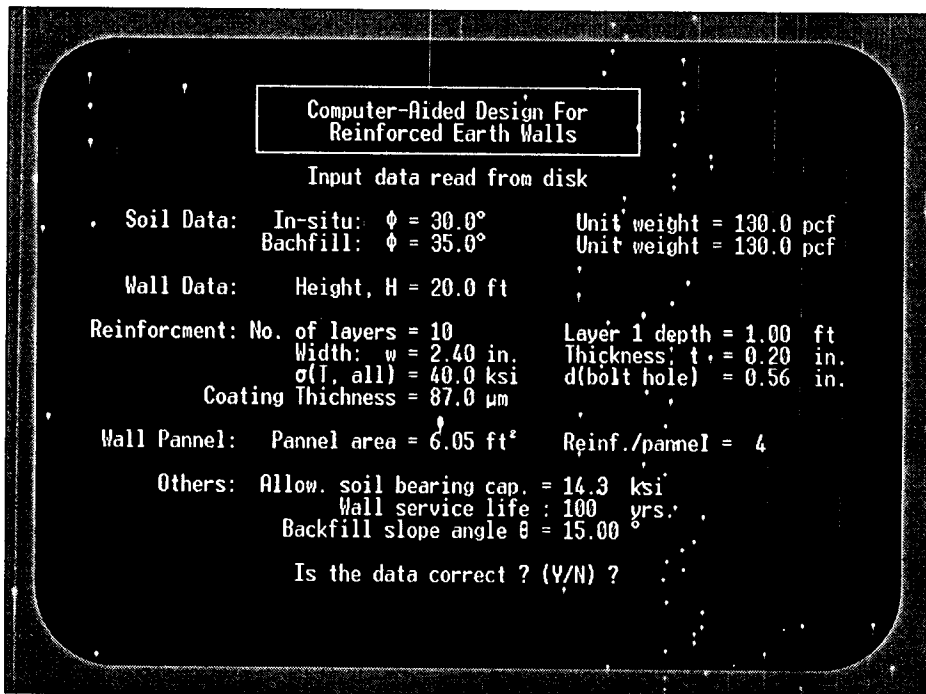 Computer-Aided Design For
Reinforced Earth Walls
Input data read from disk
Soil Data: In-situ: ϕ = 30.0° Unit weight = 130.0 pcf
Bachfill: ϕ = 35.0° Unit weight = 130.0 pcf
Wall Data: Height, H = 20.0 ft
Reinforcment: No. of layers = 10 Layer 1 depth = 1.00 ft
Width: w = 2.40 in. Thickness, t = 0.20 in.
σ(T, all) = 40.0 ksi d(bolt hole) = 0.56 in.
Coating Thichness = 87.0 µm
Wall Pannel: Pannel area = 6.05 ft² Reinf./pannel = 4
Others: Allow. soil bearing cap. = 14.3 ksi
Wall service life : 100 yrs.
Backfill slope angle θ = 15.00 °
Is the data correct ? (Y/N) ?